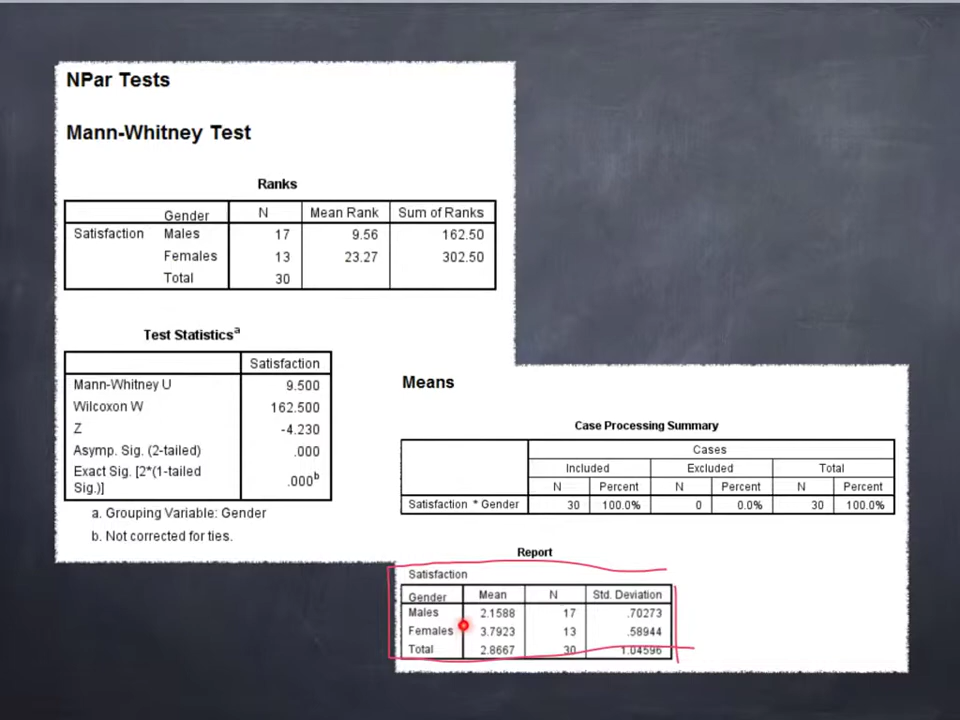 NPar Tests
Mann-Whitney Test
Ranks
Gender N Mean Rank Sum of Ranks
Satisfaction Males 17 9.56 162.50
Females 13 23.27 302.50
Total 30
Test Statisticsa
Satisfaction
Mann-Whitney U 9.500
Wilcoxon W 162.500
Z -4.230
Asymp. Sig. (2-tailed) .000
Exact Sig. [2*(1-tailed
Sig.)] .000b
a. Grouping Variable: Gender
b. Not corrected for ties.
Means
Case Processing Summary
Cases
Included Excluded Total
N Percent N Percent N Percent
Satisfaction * Gender 30 100.0% 0 0.0% 30 100.0%
Report
Satisfaction
Gender Mean N Std. Deviation
Males 2.1588 17 .70273
Females 3.7923 13 .58944
Total 2.8667 30 1.04596